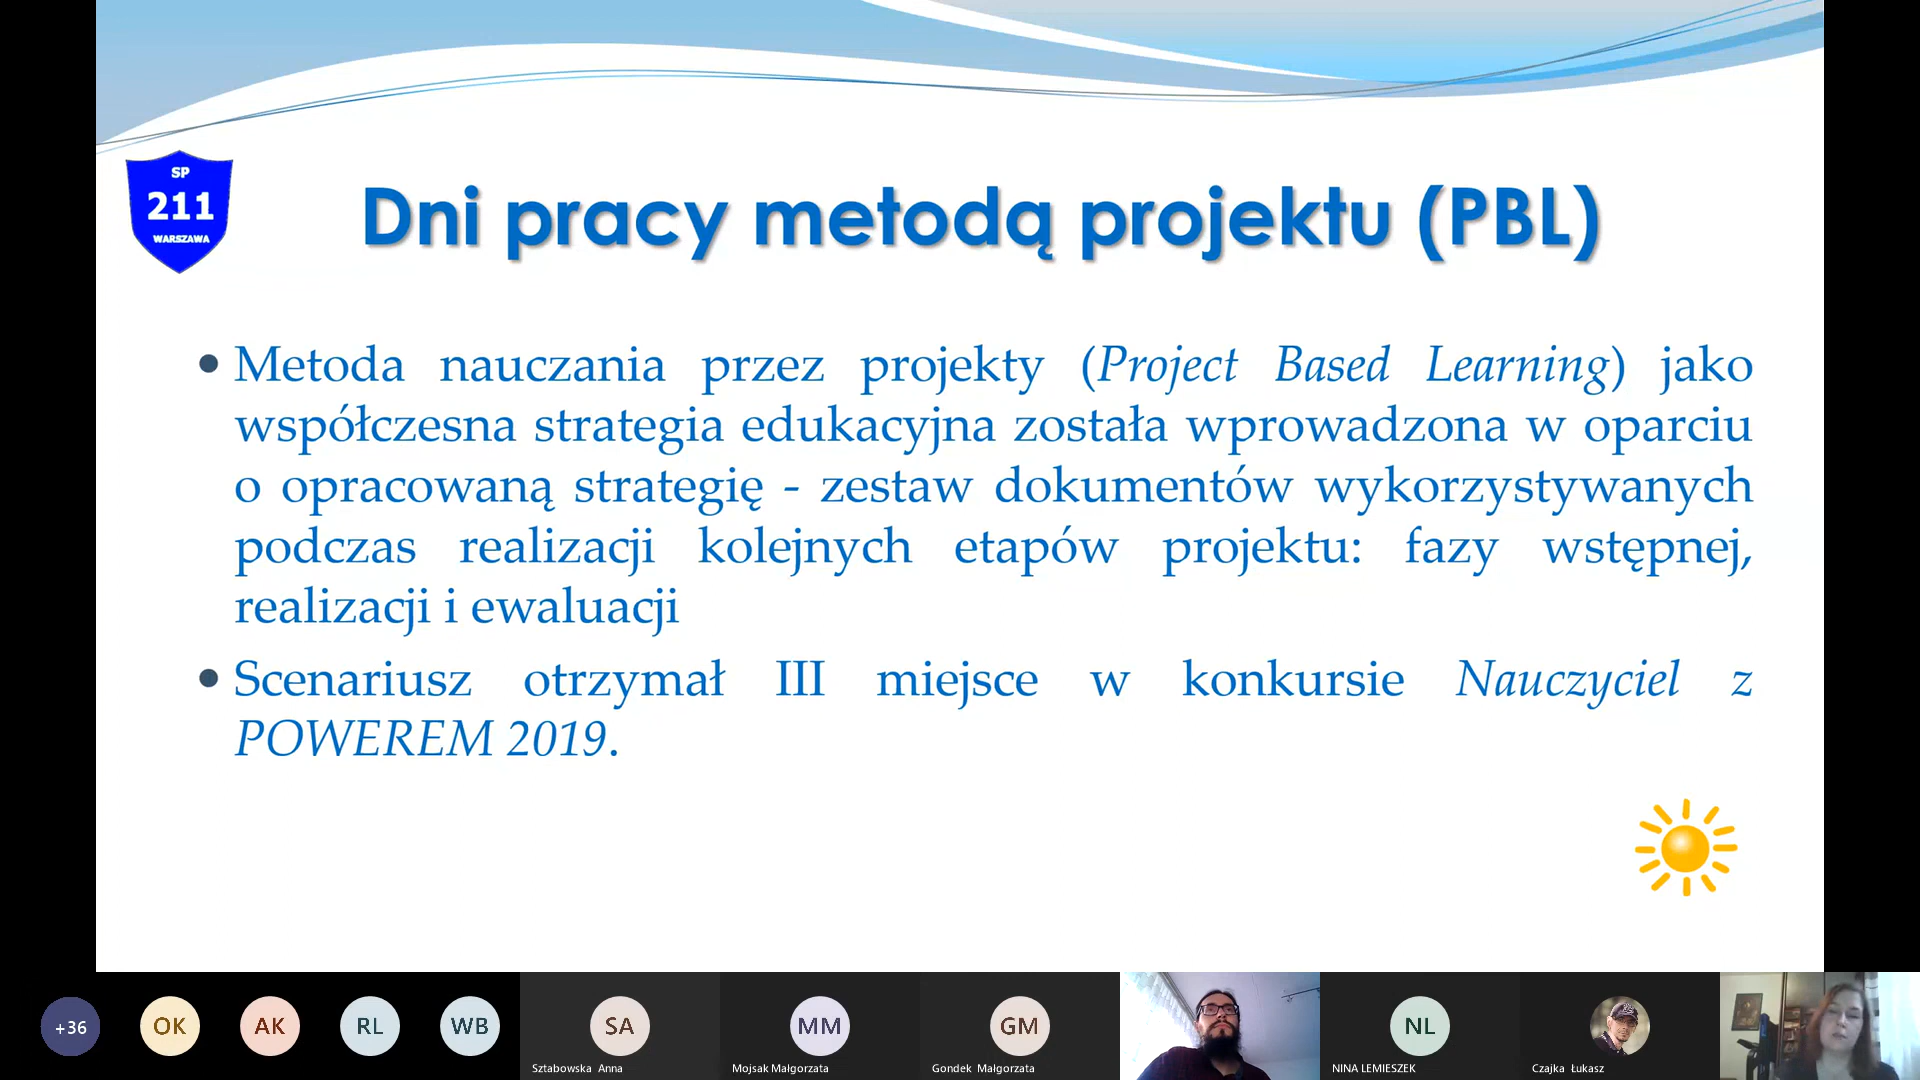 SP
211
WARSZAWA
Dni pracy metodą projektu (PBL)
• Metoda nauczania przez projekty (Project Based Learning) jako
współczesna strategia edukacyjna została wprowadzona w oparciu
o opracowaną strategię - zestaw dokumentów wykorzystywanych
podczas realizacji kolejnych etapów projektu: fazy wstępnej,
realizacji i ewaluacji
• Scenariusz otrzymał III miejsce w konkursie Nauczyciel z
POWEREM 2019.
+36
OK
AK
RL
WB
SA
MM
GM
NL
Sztabowska Anna
Mojsak Małgorzata
Gondek Małgorzata
NINA LEMIESZEK
Czajka Łukasz